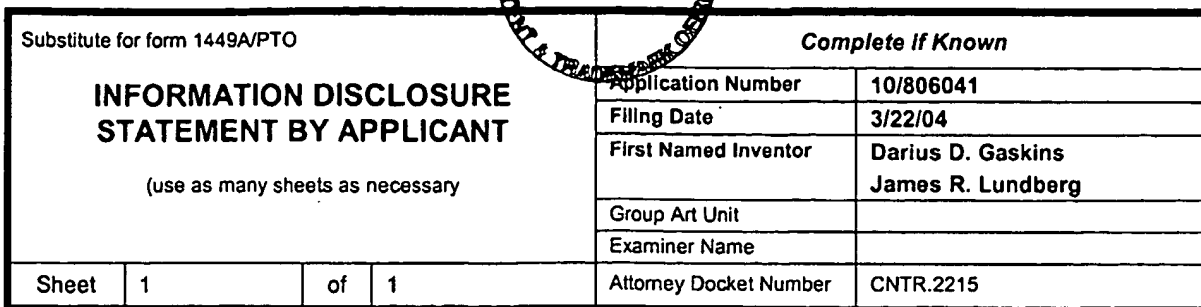 Substitute for form 1449A/PTO
INFORMATION DISCLOSURE
STATEMENT BY APPLICANT
(use as many sheets as necessary
Sheet 1 of 1
Complete if Known
Application Number 10/806041
Filing Date 3/22/04
First Named Inventor Darius D. Gaskins
James R. Lundberg
Group Art Unit
Examiner Name
Attorney Docket Number CNTR.2215
& TRADEMARK